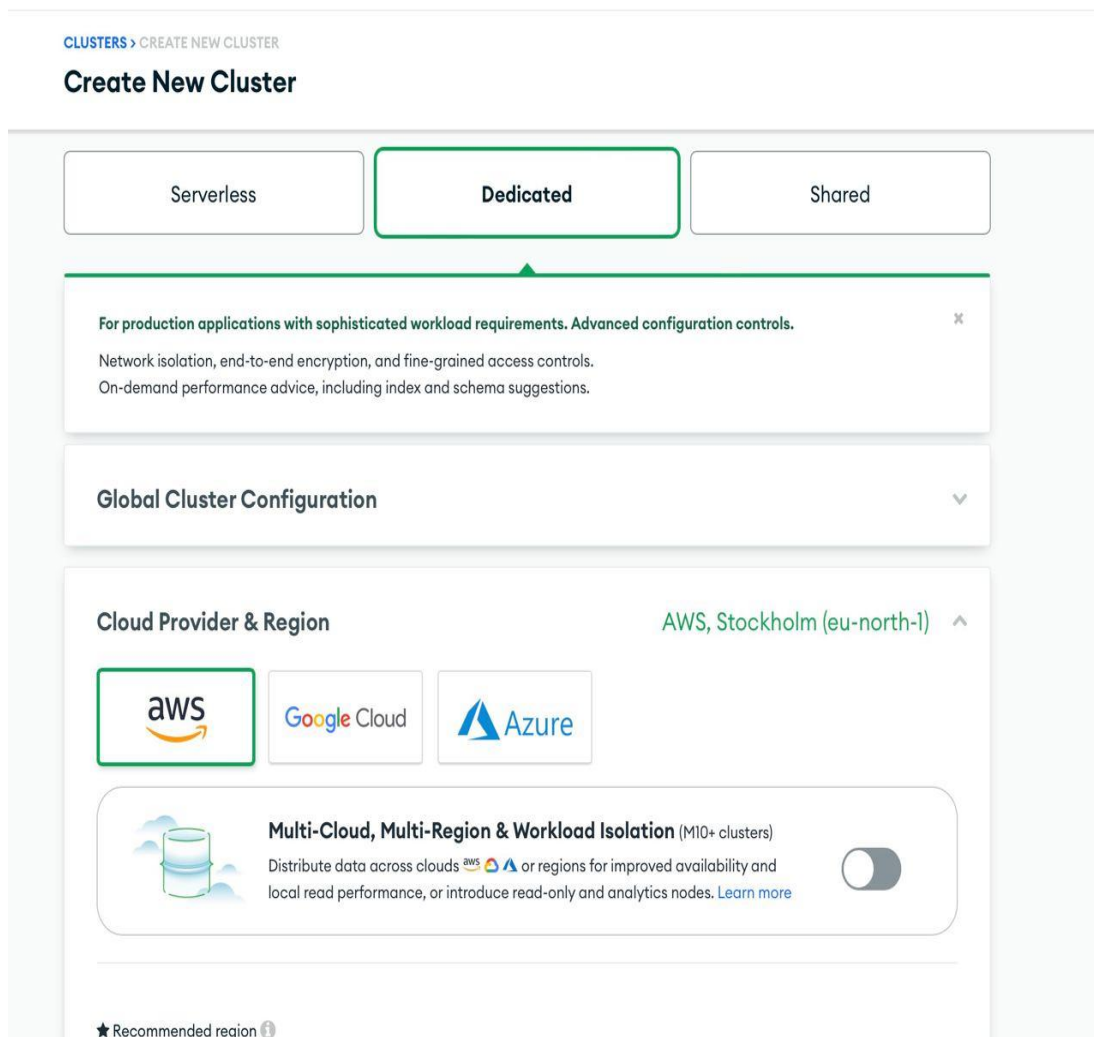 CLUSTERS > CREATE NEW CLUSTER
Create New Cluster
Serverless
Dedicated
Shared
For production applications with sophisticated workload requirements. Advanced configuration controls.
Network isolation, end-to-end encryption, and fine-grained access controls.
On-demand performance advice, including index and schema suggestions.
Global Cluster Configuration
Cloud Provider & Region
AWS, Stockholm (eu-north-1)
aws
Google Cloud
Azure
Multi-Cloud, Multi-Region & Workload Isolation (M10+ clusters)
Distribute data across clouds aws or regions for improved availability and
local read performance, or introduce read-only and analytics nodes. Learn more
Recommended region